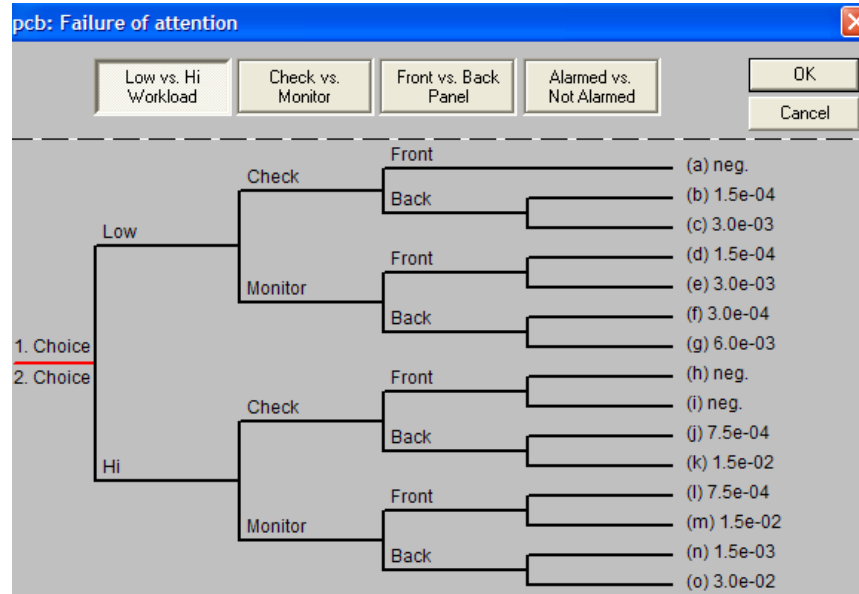 pcb: Failure of attention
Low vs. Hi
Workload
Check vs.
Monitor
Front vs. Back
Panel
Alarmed vs.
Not Alarmed
OK
Cancel
Front
(a) neg.
Check
Back
(b) 1.5e-04
(c) 3.0e-03
Low
Front
(d) 1.5e-04
(e) 3.0e-03
Monitor
Back
(f) 3.0e-04
(g) 6.0e-03
1. Choice
2. Choice
Front
(h) neg.
(i) neg.
Check
Back
(j) 7.5e-04
(k) 1.5e-02
Hi
Front
(l) 7.5e-04
(m) 1.5e-02
Monitor
Back
(n) 1.5e-03
(o) 3.0e-02